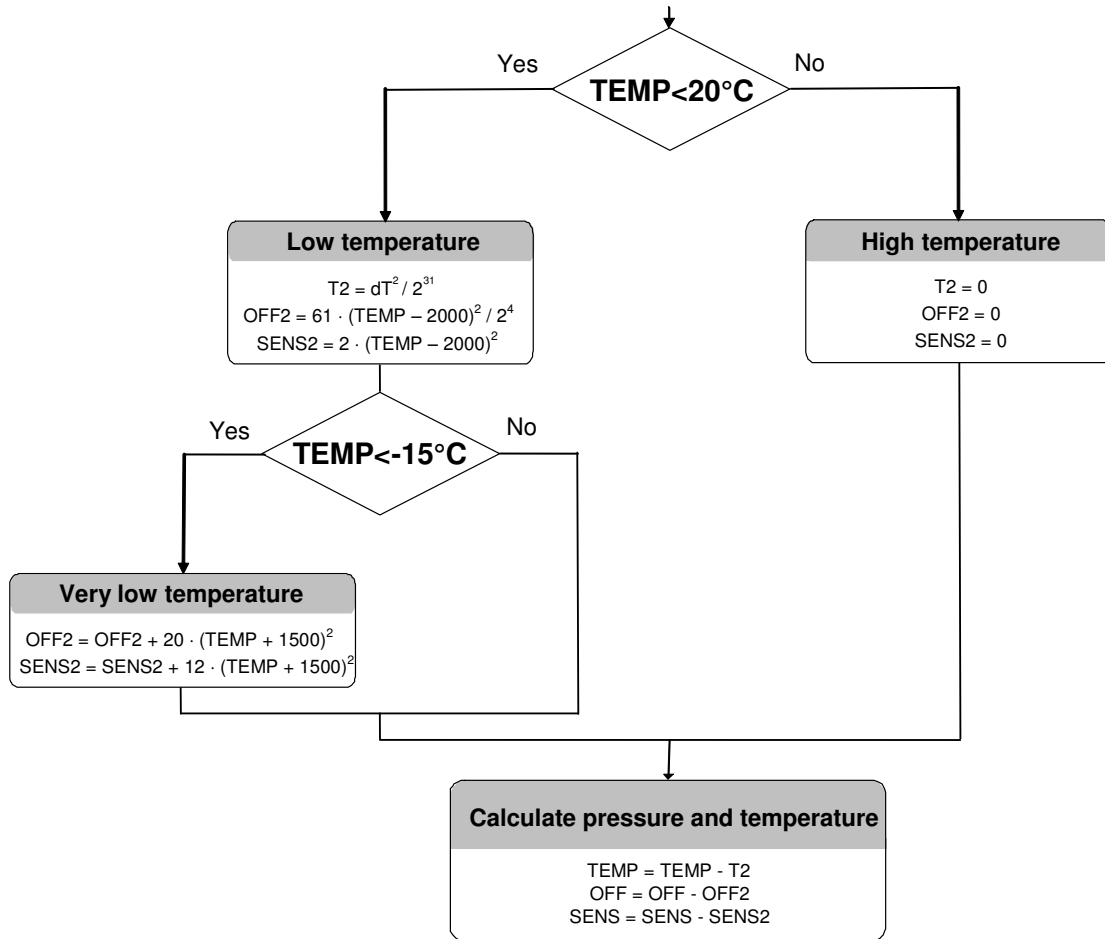 Yes
No
TEMP<20°C
Low temperature
T2 = dT² / 2³¹
OFF2 = 61 · (TEMP – 2000)² / 2⁴
SENS2 = 2 · (TEMP – 2000)²
High temperature
T2 = 0
OFF2 = 0
SENS2 = 0
Yes
No
TEMP<-15°C
Very low temperature
OFF2 = OFF2 + 20 · (TEMP + 1500)²
SENS2 = SENS2 + 12 · (TEMP + 1500)²
Calculate pressure and temperature
TEMP = TEMP - T2
OFF = OFF - OFF2
SENS = SENS - SENS2